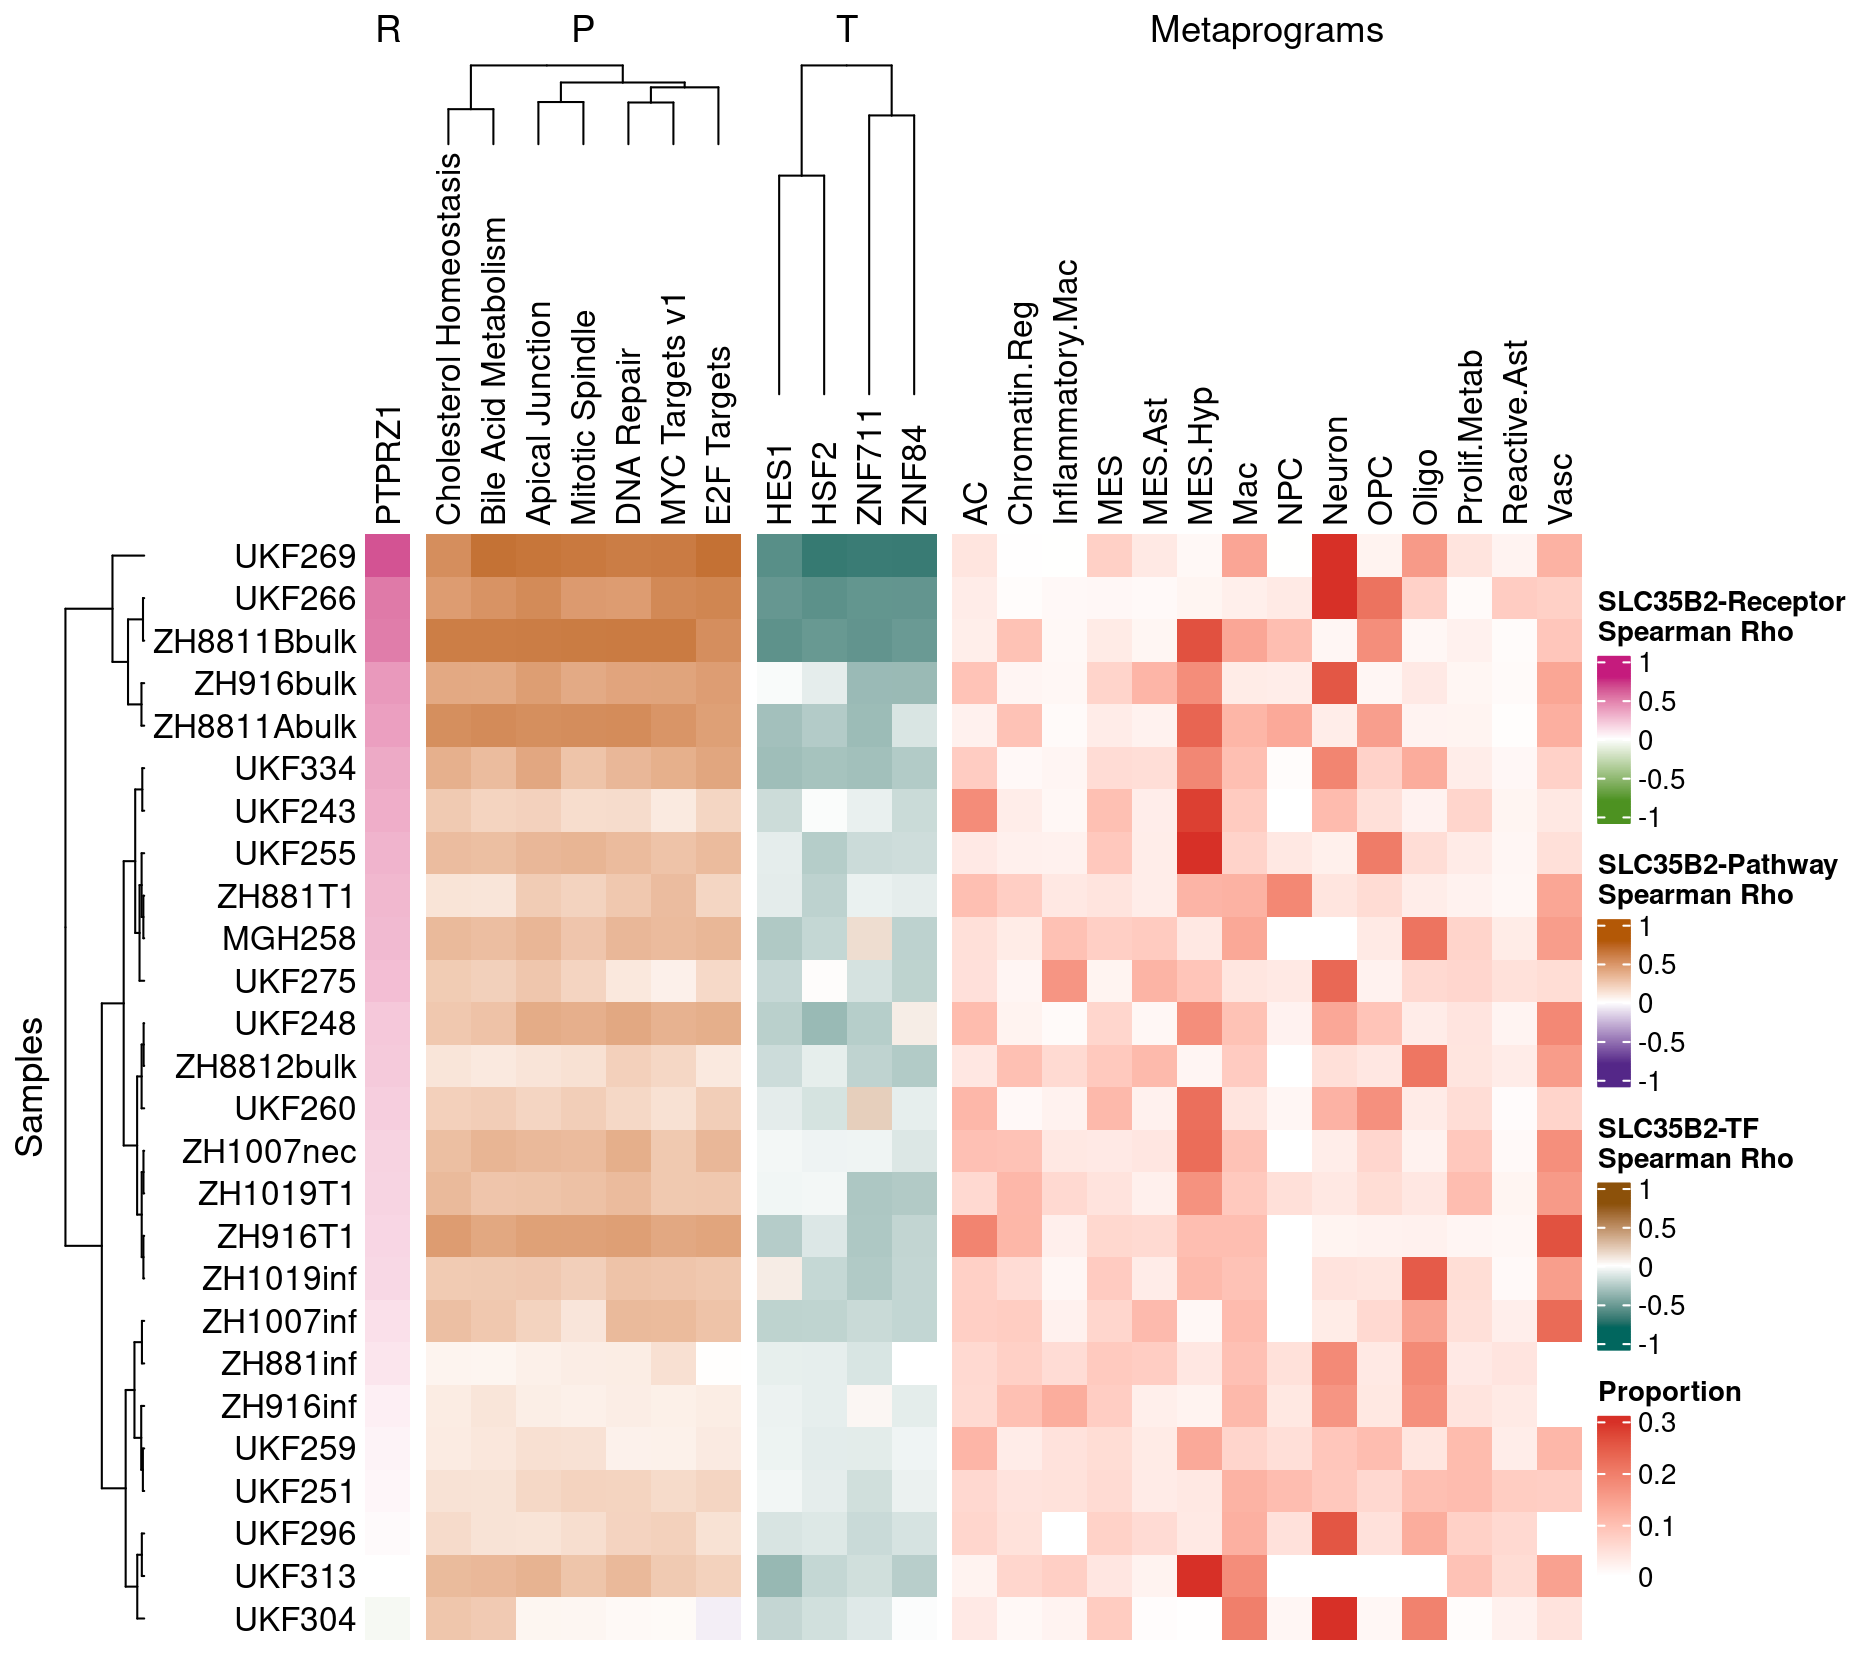 R
P
T
Metaprograms
PTPRZ1
Cholesterol Homeostasis
Bile Acid Metabolism
Apical Junction
Mitotic Spindle
DNA Repair
MYC Targets v1
E2F Targets
HES1
HSF2
ZNF711
ZNF84
AC
Chromatin.Reg
Inflammatory.Mac
MES
MES.Ast
MES.Hyp
Mac
NPC
Neuron
OPC
Oligo
Prolif.Metab
Reactive.Ast
Vasc
Samples
UKF269
UKF266
ZH8811Bbulk
ZH916bulk
ZH8811Abulk
UKF334
UKF243
UKF255
ZH881T1
MGH258
UKF275
UKF248
ZH8812bulk
UKF260
ZH1007nec
ZH1019T1
ZH916T1
ZH1019inf
ZH1007inf
ZH881inf
ZH916inf
UKF259
UKF251
UKF296
UKF313
UKF304
SLC35B2-Receptor
Spearman Rho
1
0.5
0
-0.5
-1
SLC35B2-Pathway
Spearman Rho
1
0.5
0
-0.5
-1
SLC35B2-TF
Spearman Rho
1
0.5
0
-0.5
-1
Proportion
0.3
0.2
0.1
0